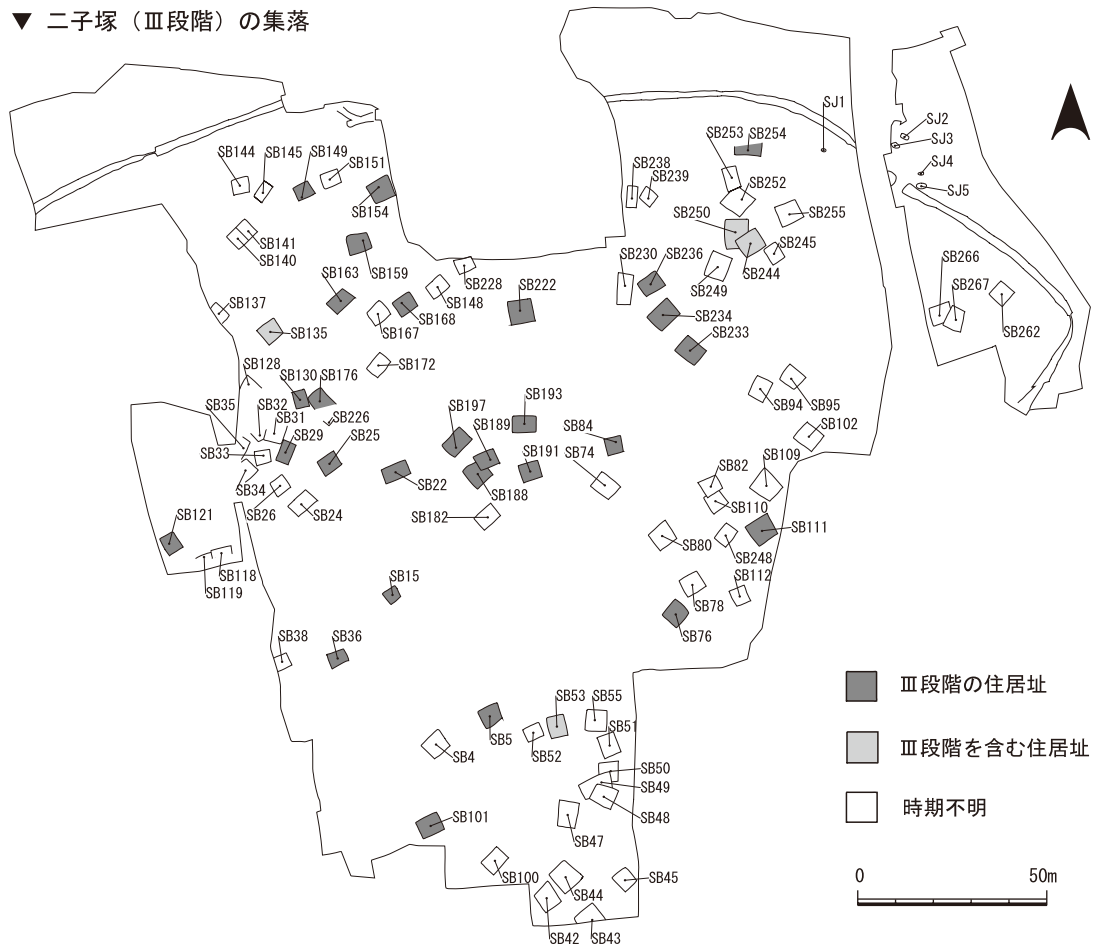 ▼ 二子塚（Ⅲ段階）の集落
SJ1
SJ2
SJ3
SJ4
SJ5
SB253
SB254
SB144
SB145
SB149
SB151
SB154
SB238
SB239
SB252
SB250
SB255
SB245
SB244
SB249
SB141
SB140
SB159
SB163
SB228
SB148
SB222
SB230
SB236
SB234
SB233
SB266
SB267
SB262
SB137
SB135
SB167
SB168
SB172
SB128
SB130
SB176
SB35
SB32
SB31
SB226
SB29
SB25
SB33
SB34
SB26
SB24
SB22
SB197
SB189
SB193
SB191
SB188
SB182
SB84
SB74
SB94
SB95
SB102
SB82
SB109
SB110
SB111
SB80
SB248
SB112
SB78
SB76
SB121
SB118
SB119
SB15
SB38
SB36
SB5
SB4
SB53
SB55
SB52
SB51
SB50
SB49
SB48
SB47
SB101
SB100
SB44
SB45
SB42
SB43
Ⅲ段階の住居址
Ⅲ段階を含む住居址
時期不明
0 50m